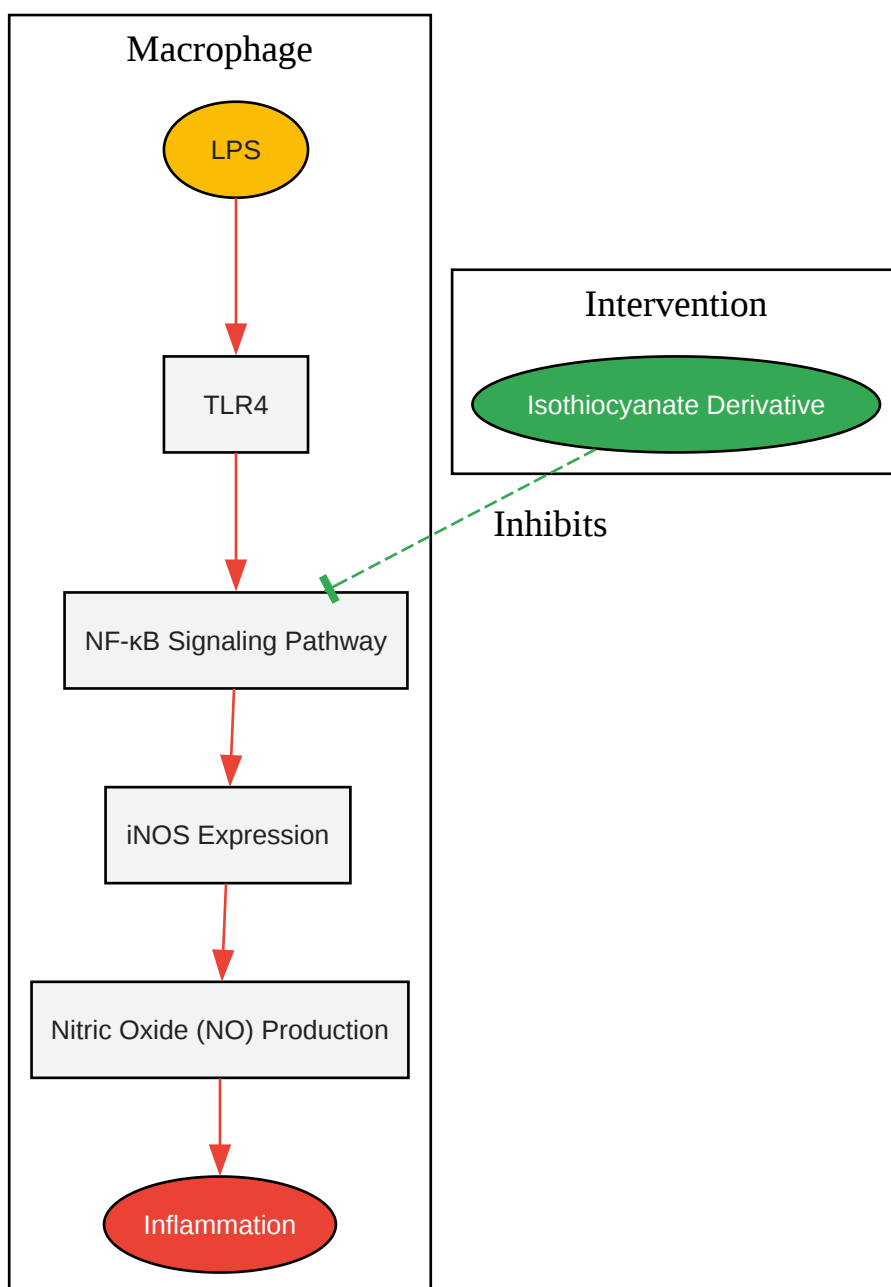 Macrophage
LPS
Intervention
Isothiocyanate Derivative
TLR4
Inhibits
NF-κB Signaling Pathway
iNOS Expression
Nitric Oxide (NO) Production
Inflammation